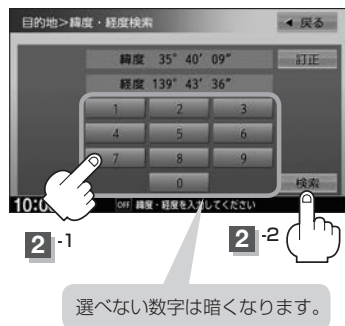 目的地>緯度・経度検索
戻る
緯度 35° 40′ 09″
訂正
経度 139° 43′ 36″
1 2 3
4 5 6
7 8 9
0
検索
10:0
OFF 緯度・経度を入力してください
2 -1
2 -2
選べない数字は暗くなります。